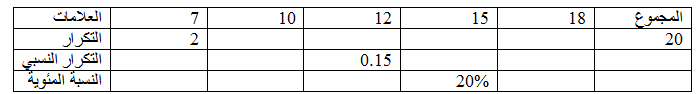 العلامات 7 10 12 15 18 المجموع
التكرار 2 20
التكرار النسبي 0.15
النسبة المئوية 20%